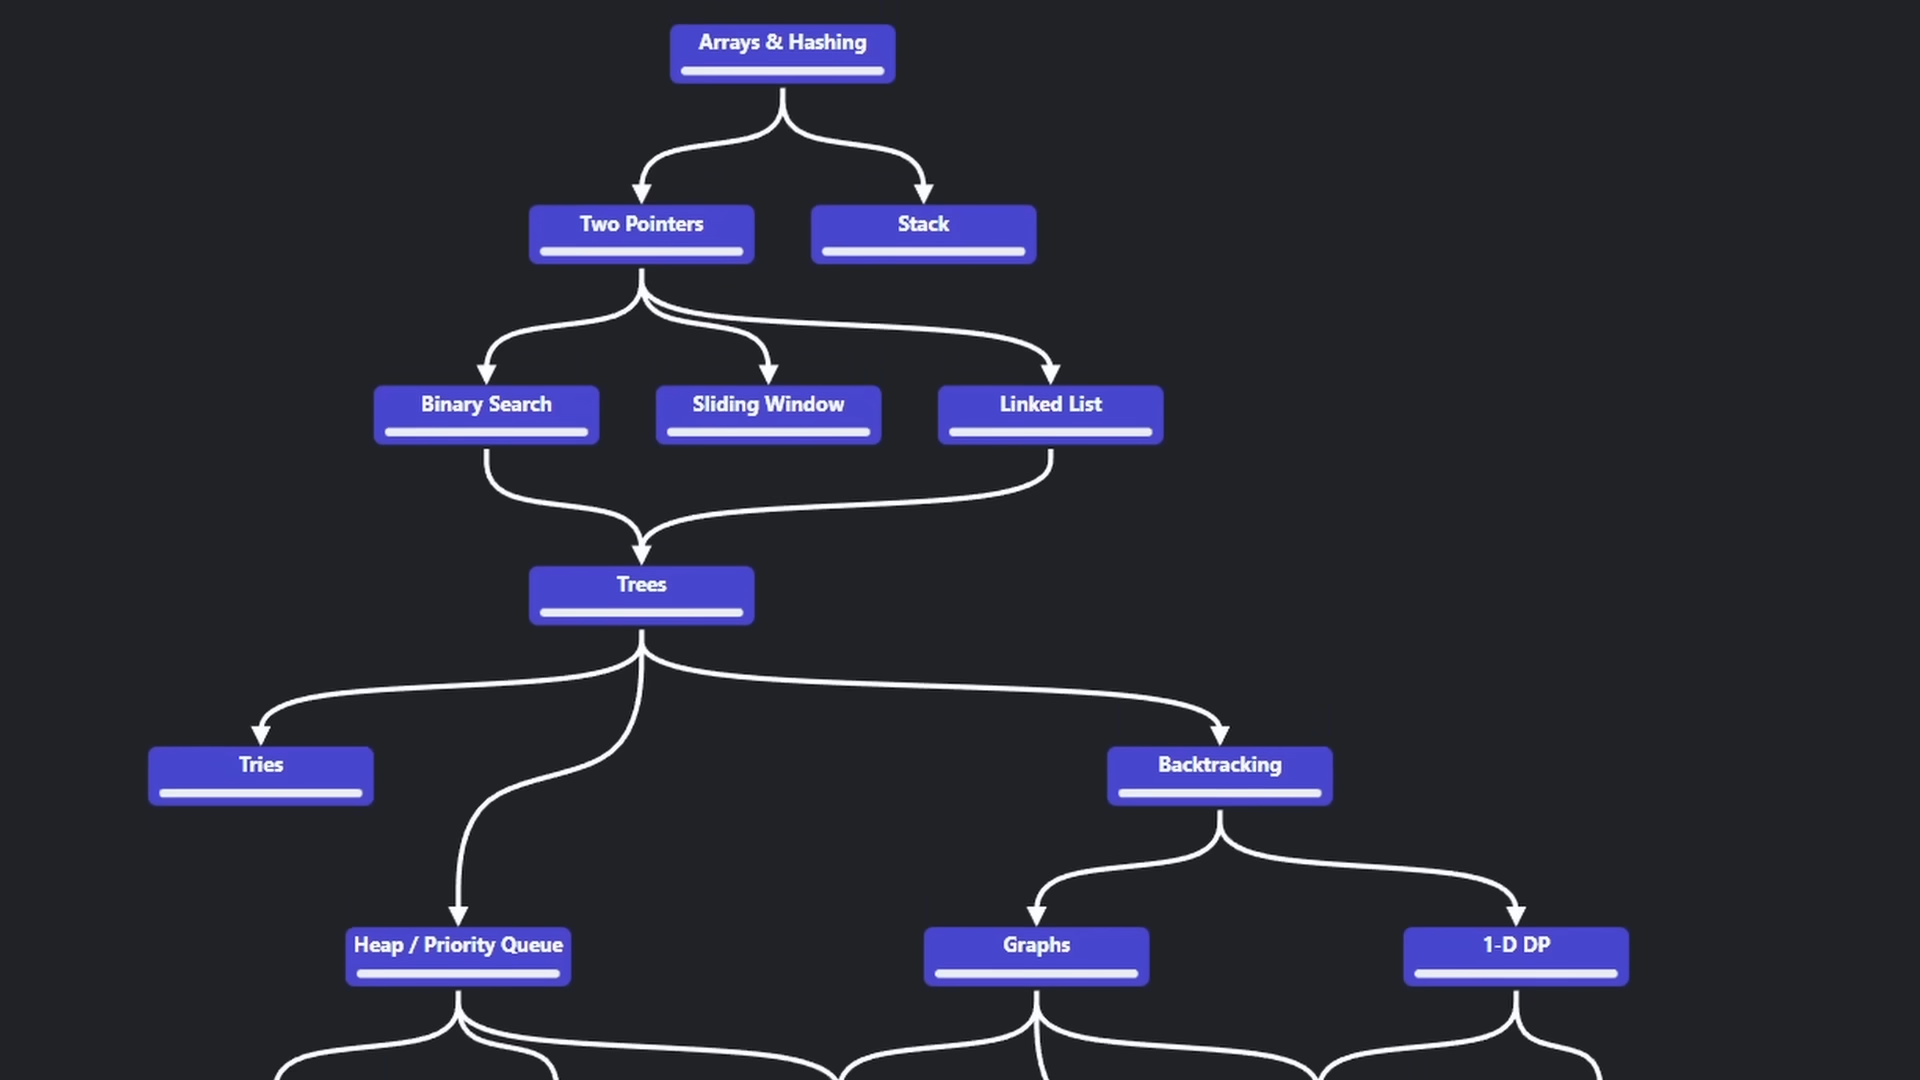 Arrays & Hashing
Two Pointers
Stack
Binary Search
Sliding Window
Linked List
Trees
Tries
Backtracking
Heap / Priority Queue
Graphs
1-D DP